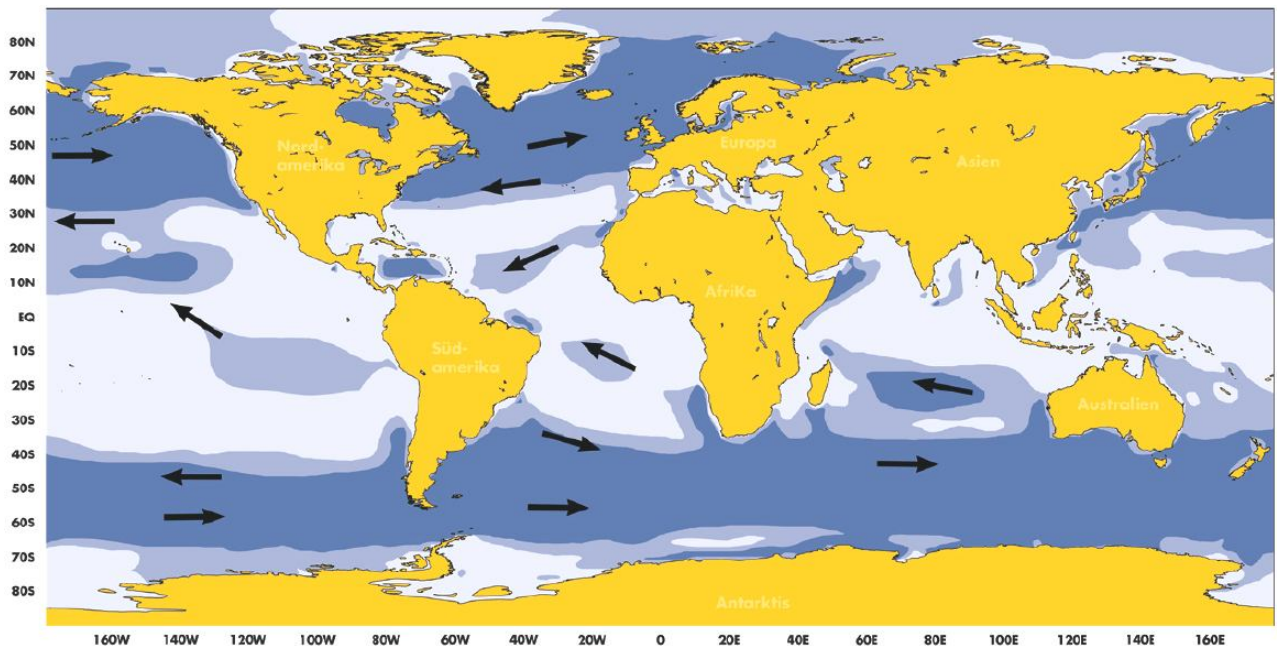 80N
70N
60N
50N
40N
30N
20N
10N
EQ
10S
20S
30S
40S
50S
60S
70S
80S
Nord-
amerika
Europa
Asien
AfriKa
Süd-
amerika
Australien
Antarktis
160W 140W 120W 100W 80W 60W 40W 20W 0 20E 40E 60E 80E 100E 120E 140E 160E